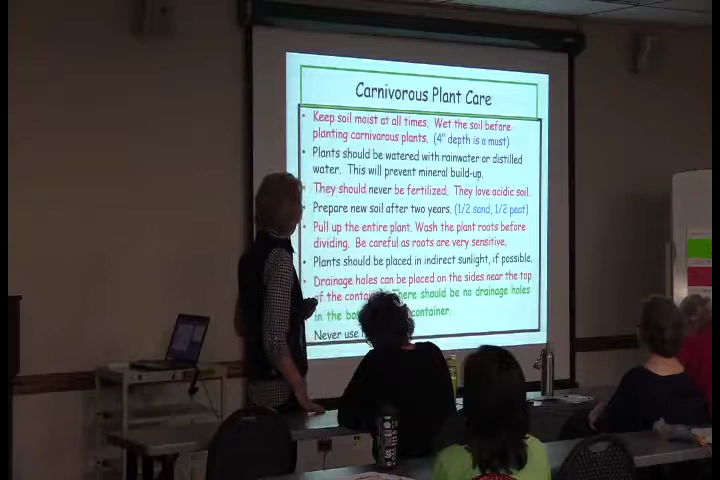 Carnivorous Plant Care
• Keep soil moist at all times. Wet the soil before
planting carnivorous plants. (4" depth is a must)
• Plants should be watered with rainwater or distilled
water. This will prevent mineral build-up.
• They should never be fertilized. They love acidic soil.
• Prepare new soil after two years. (1/2 sand, 1/2 peat)
• Pull up the entire plant. Wash the plant roots before
dividing. Be careful as roots are very sensitive.
• Plants should be placed in indirect sunlight, if possible.
• Drainage holes can be placed on the sides near the top
of the There should be no drainage holes
in the container.
Never use